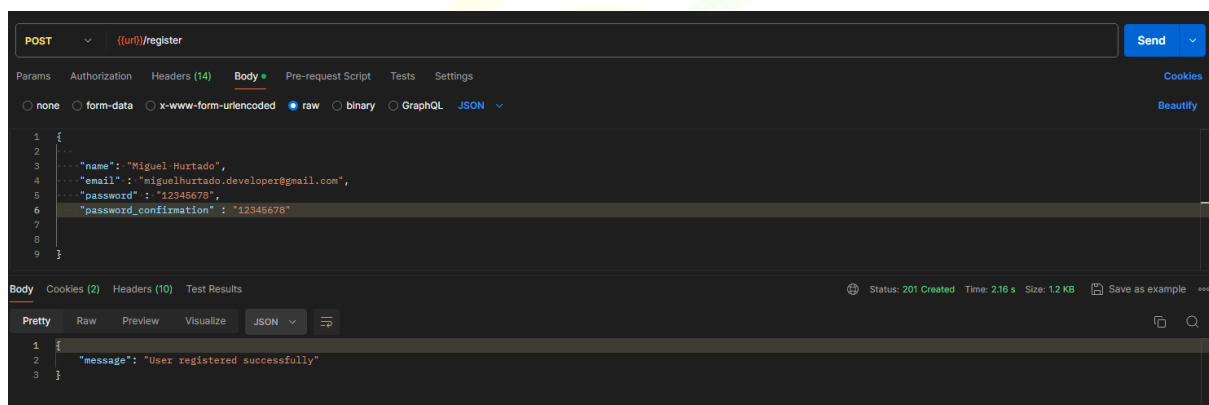 POST {{url}}/register Send
Params Authorization Headers (14) Body Pre-request Script Tests Settings Cookies
none form-data x-www-form-urlencoded raw binary GraphQL JSON Beautify
1 {
2
3 "name": "Miguel Hurtado",
4 "email" : "miguelhurtado.developer@gmail.com",
5 "password" : "12345678",
6 "password_confirmation" : "12345678"
7
8
9 }
Body Cookies (2) Headers (10) Test Results Status: 201 Created Time: 2.16 s Size: 1.2 KB Save as example
Pretty Raw Preview Visualize JSON
1 {
2 "message": "User registered successfully"
3 }